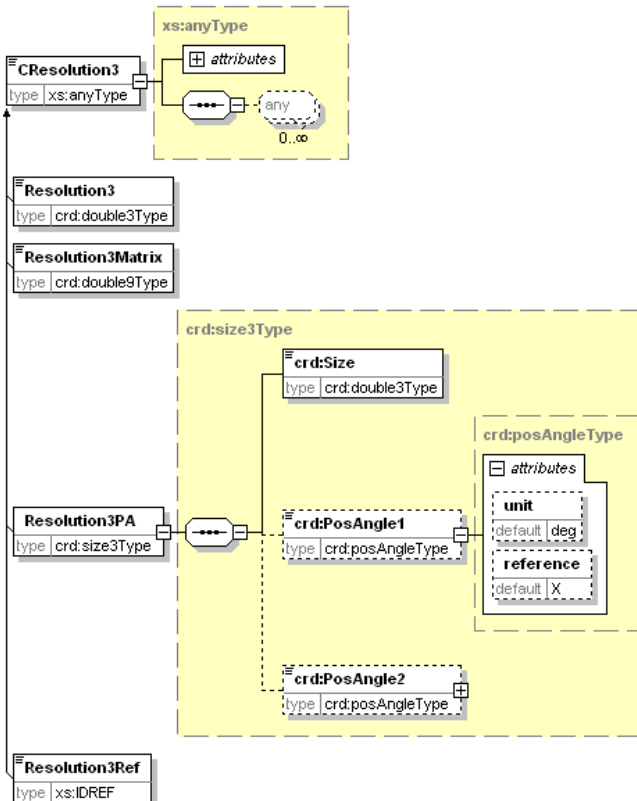 xs:anyType
CResolution3
type xs:anyType
attributes
any
0..∞
Resolution3
type crd:double3Type
Resolution3Matrix
type crd:double9Type
crd:size3Type
crd:Size
type crd:double3Type
crd:posAngleType
attributes
unit
default deg
reference
default X
Resolution3PA
type crd:size3Type
crd:PosAngle1
type crd:posAngleType
crd:PosAngle2
type crd:posAngleType
Resolution3Ref
type xs:IDREF